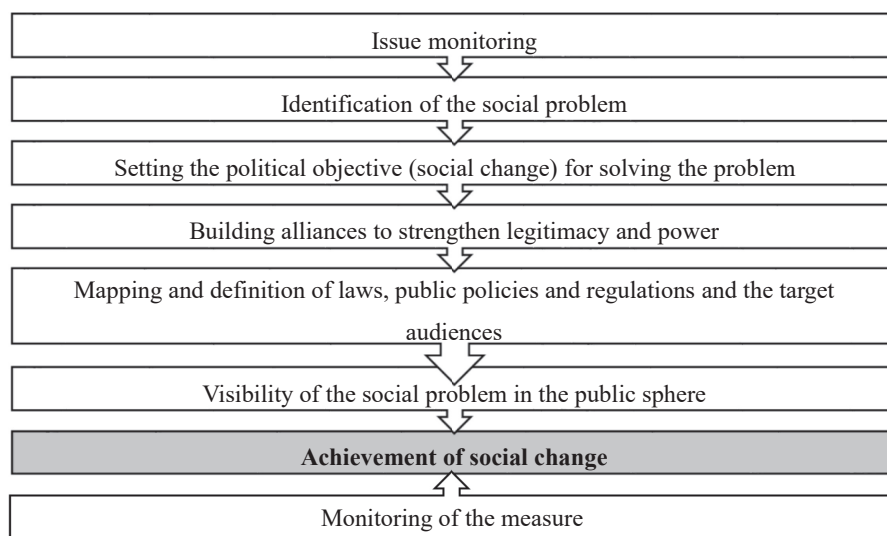 Issue monitoring
Identification of the social problem
Setting the political objective (social change) for solving the problem
Building alliances to strengthen legitimacy and power
Mapping and definition of laws, public policies and regulations and the target
audiences
Visibility of the social problem in the public sphere
Achievement of social change
Monitoring of the measure